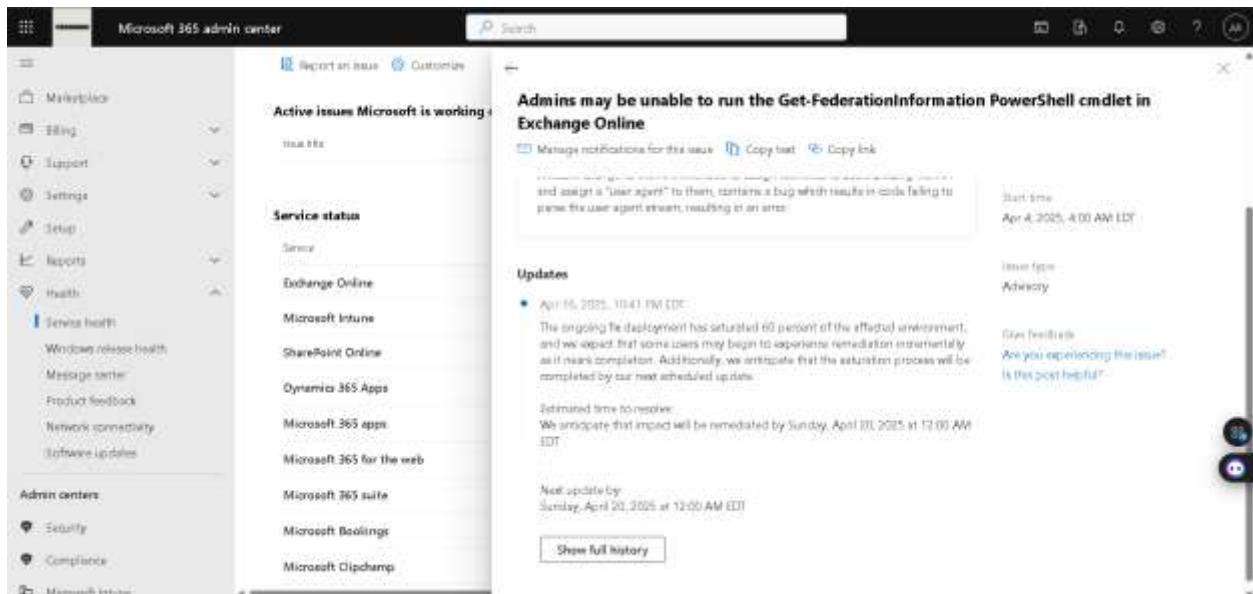 Microsoft 365 admin center
Search
Marketplace
Billing
Support
Settings
Setup
Reports
Health
Service health
Windows release health
Message center
Product feedback
Network connectivity
Software updates
Admin centers
Security
Compliance
Report an issue
Customize
Active issues Microsoft is working
Issue title
Service status
Service
Exchange Online
Microsoft Intune
SharePoint Online
Dynamics 365 Apps
Microsoft 365 apps
Microsoft 365 for the web
Microsoft 365 suite
Microsoft Bookings
Microsoft Clipchamp
Admins may be unable to run the Get-FederationInformation PowerShell cmdlet in
Exchange Online
Manage notifications for this issue
Copy text
Copy link
and assign a "user agent" to them, contains a bug which results in code failing to
parse the user agent stream, resulting in an error
Updates
Apr 16, 2025, 10:41 PM EDT
The ongoing fix deployment has saturated 60 percent of the affected environment,
and we expect that some users may begin to experience remediation incrementally
as it nears completion. Additionally, we anticipate that the saturation process will be
completed by our next scheduled update.
Estimated time to resolve:
We anticipate that impact will be remediated by Sunday, April 20, 2025 at 12:00 AM
EDT
Next update by:
Sunday, April 20, 2025 at 12:00 AM EDT
Show full history
Start time
Apr 4, 2025, 4:00 AM EDT
Issue type
Advisory
Give feedback
Are you experiencing this issue?
Is this post helpful?